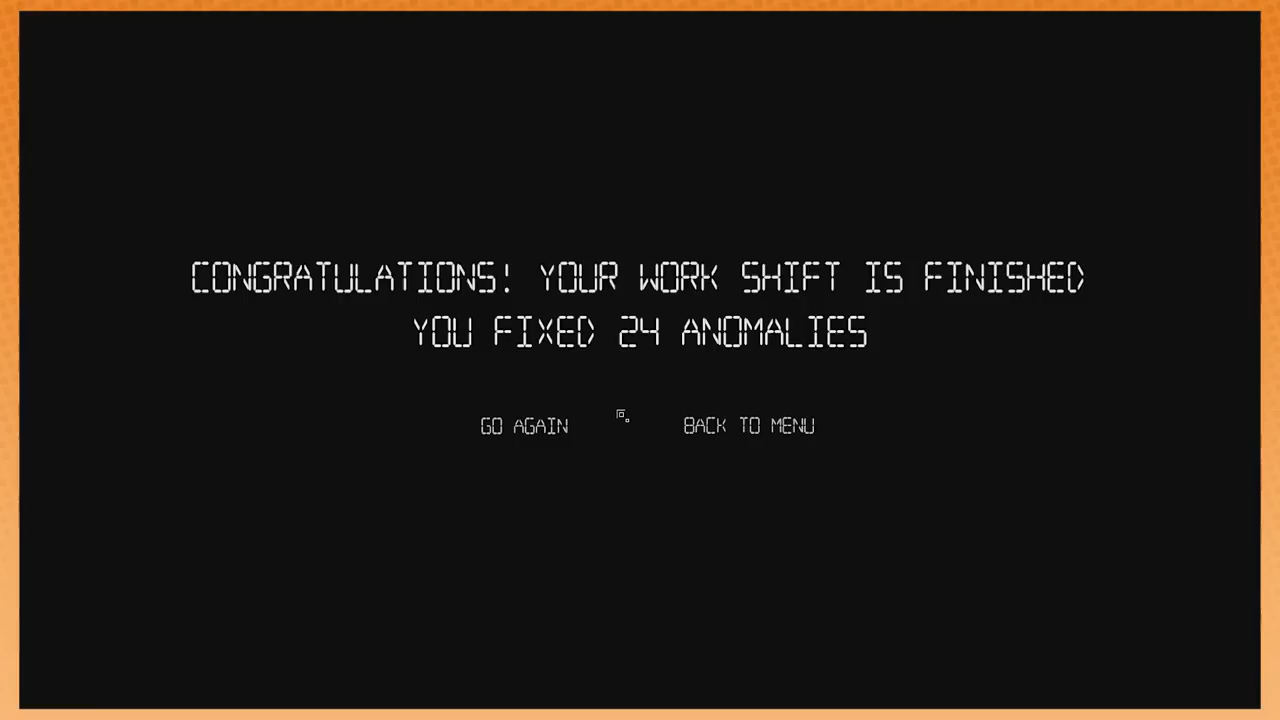 CONGRATULATIONS! YOUR WORK SHIFT IS FINISHED
YOU FIXED 24 ANOMALIES
GO AGAIN
BACK TO MENU